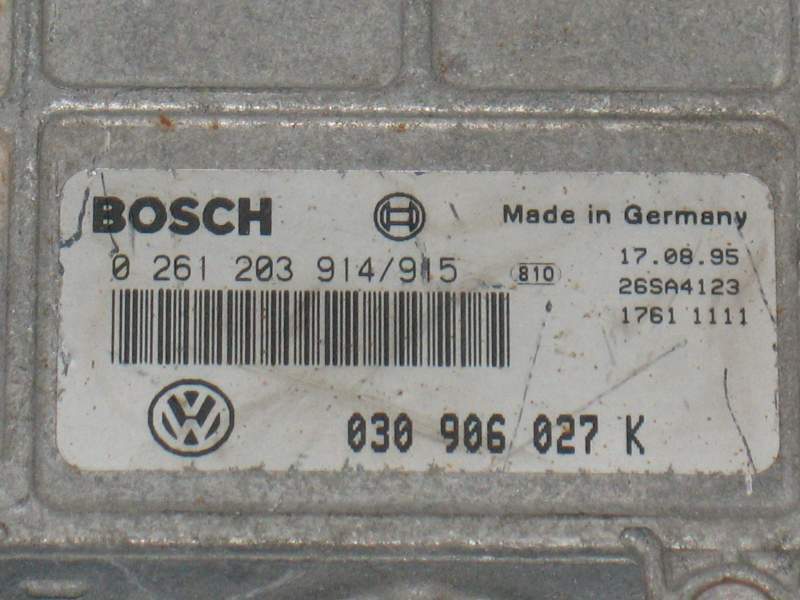 BOSCH
Made in Germany
0 261 203 914/915
810
17.08.95
26SA4123
1761 1111
030 906 027 K